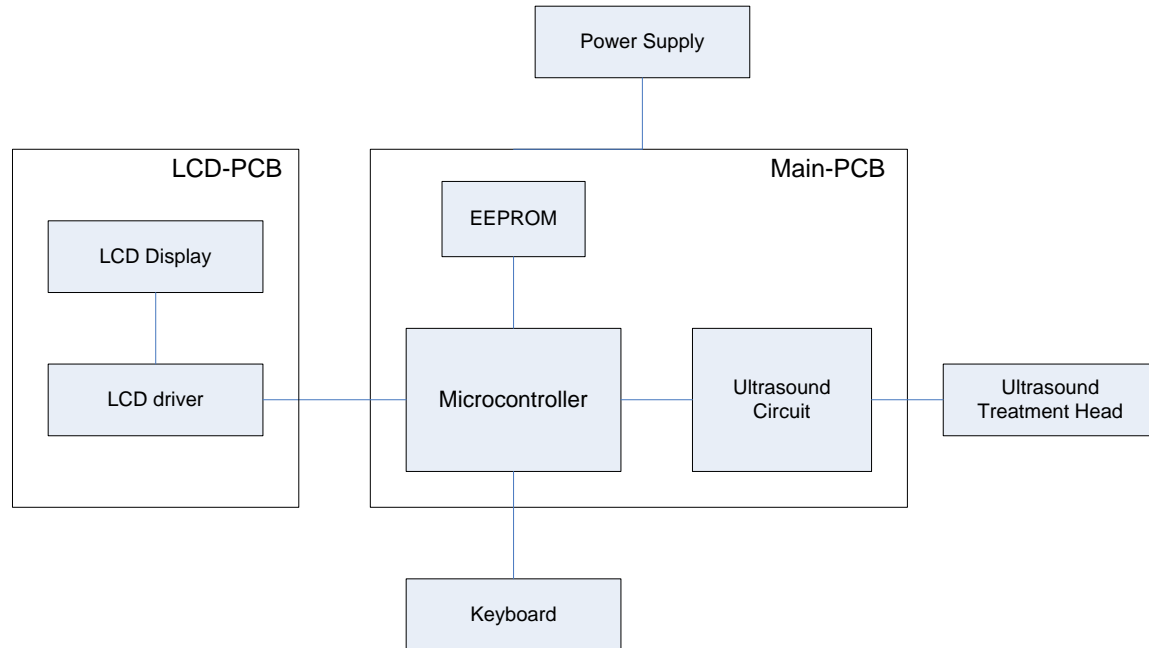 Power Supply
LCD-PCB
Main-PCB
EEPROM
LCD Display
LCD driver
Microcontroller
Ultrasound
Circuit
Ultrasound
Treatment Head
Keyboard